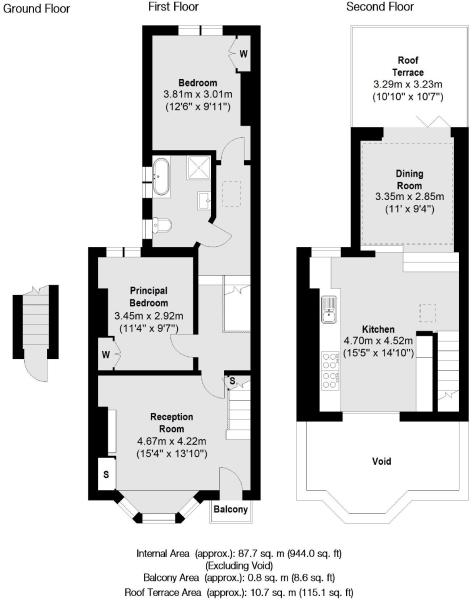 Ground Floor
First Floor
Second Floor
Bedroom
3.81m x 3.01m
(12'6" x 9'11")
W
Roof
Terrace
3.29m x 3.23m
(10'10" x 10'7")
Dining
Room
3.35m x 2.85m
(11' x 9'4")
Principal
Bedroom
3.45m x 2.92m
(11'4" x 9'7")
W
Kitchen
4.70m x 4.52m
(15'5" x 14'10")
S
Reception
Room
4.67m x 4.22m
(15'4" x 13'10")
S
Balcony
Void
Internal Area (approx.): 87.7 sq. m (944.0 sq. ft)
(Excluding Void)
Balcony Area (approx.): 0.8 sq. m (8.6 sq. ft)
Roof Terrace Area (approx.): 10.7 sq. m (115.1 sq. ft)